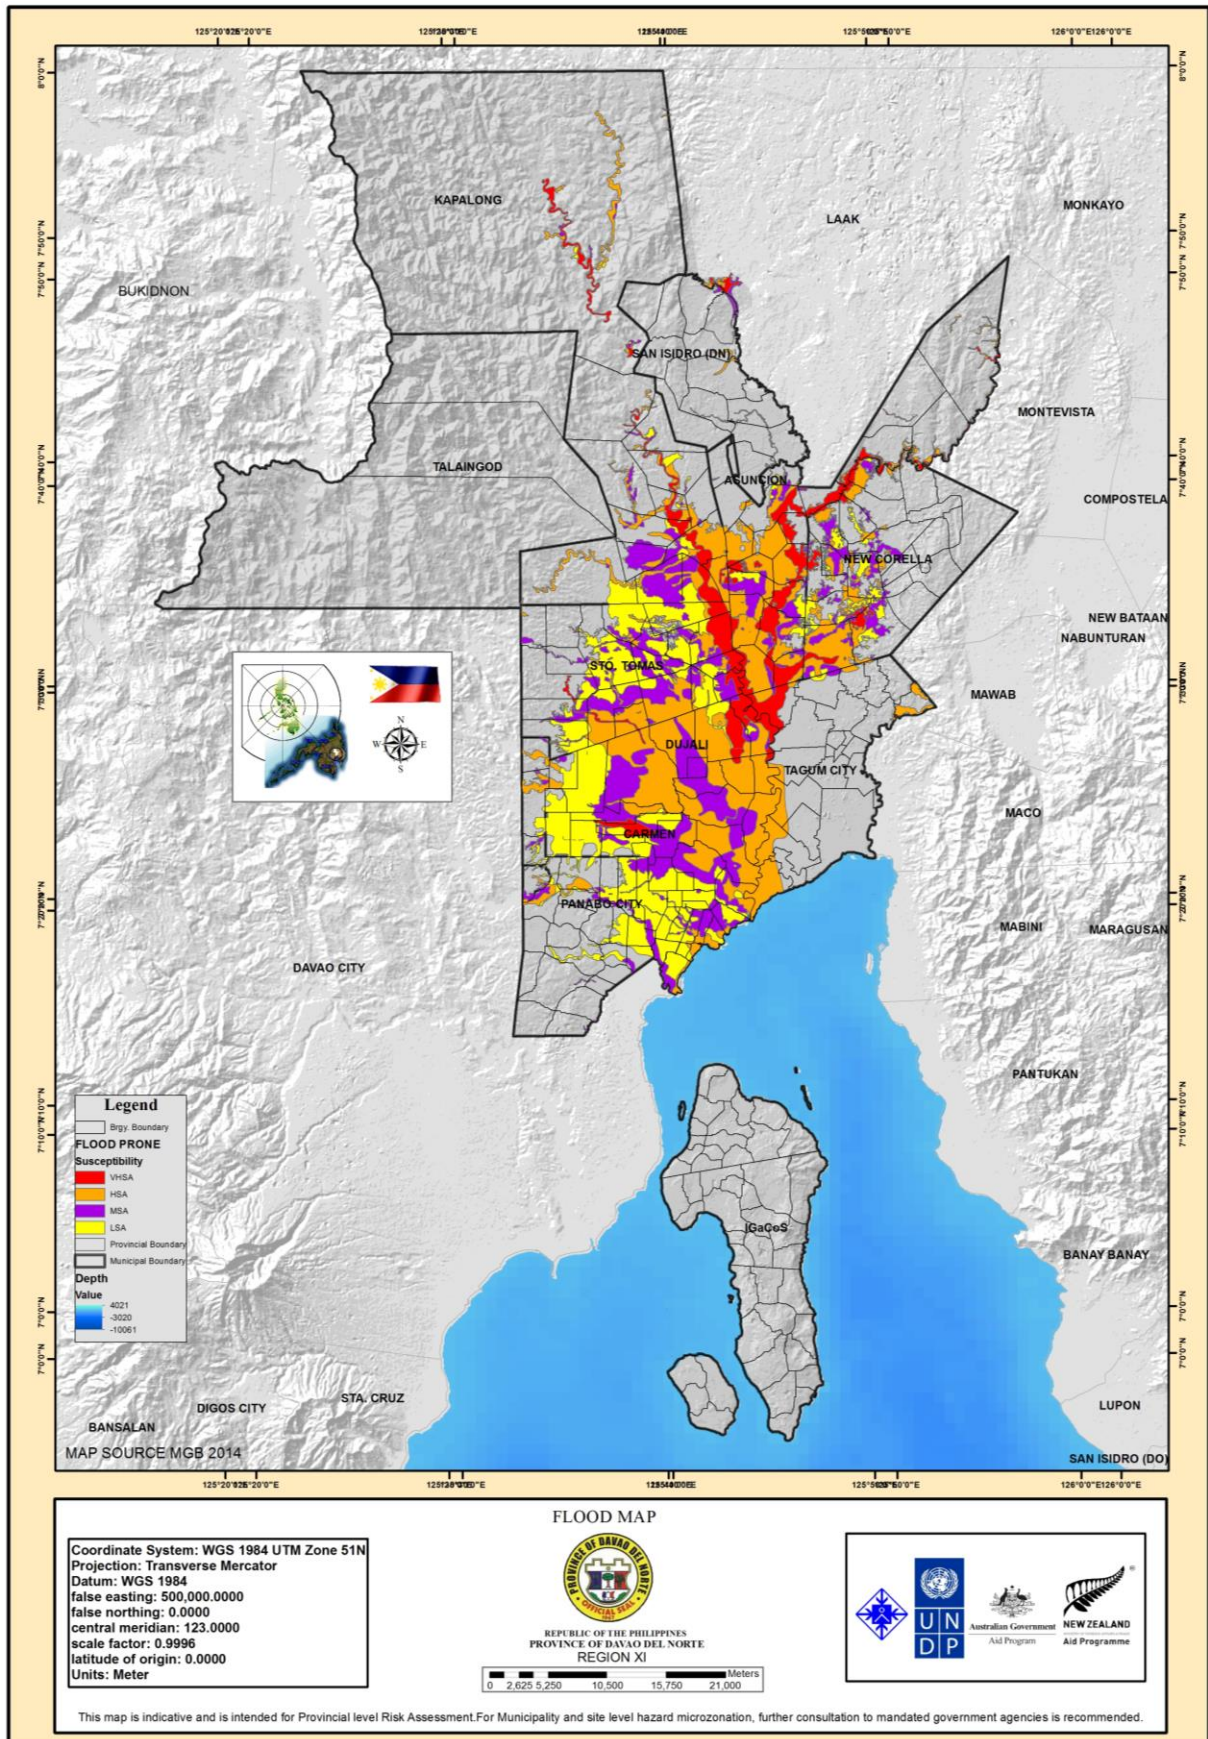 KAPALONG
LAAK
MONKAYO
BUKIDNON
SAN ISIDRO (DN)
MONTEVISTA
TALAINGOD
ASUNCION
COMPOSTELA
NEW CORELLA
NEW BATAAN
NABUNTURAN
STO. TOMAS
MAWAB
N
W E
S
DUJALI
TAGUM CITY
MACO
CARMEN
PANABO CITY
MABINI
MARAGUSAN
DAVAO CITY
PANTUKAN
Legend
Brgy. Boundary
FLOOD PRONE
Susceptibility
VHSA
HSA
MSA
LSA
Provincial Boundary
Municipal Boundary
Depth
Value
4021
-3020
-10061
IGaCoS
BANAY BANAY
STA. CRUZ
DIGOS CITY
LUPON
BANSALAN
MAP SOURCE MGB 2014
SAN ISIDRO (DO)
FLOOD MAP
Coordinate System: WGS 1984 UTM Zone 51N
Projection: Transverse Mercator
Datum: WGS 1984
false easting: 500,000.0000
false northing: 0.0000
central meridian: 123.0000
scale factor: 0.9996
latitude of origin: 0.0000
Units: Meter
PROVINCE OF DAVAO DEL NORTE
OFFICIAL SEAL
1967
REPUBLIC OF THE PHILIPPINES
PROVINCE OF DAVAO DEL NORTE
REGION XI
Meters
0 2,625 5,250 10,500 15,750 21,000
U N
D P
Australian Government
Aid Program
NEW ZEALAND
Aid Programme
This map is indicative and is intended for Provincial level Risk Assessment.For Municipality and site level hazard microzonation, further consultation to mandated government agencies is recommended.